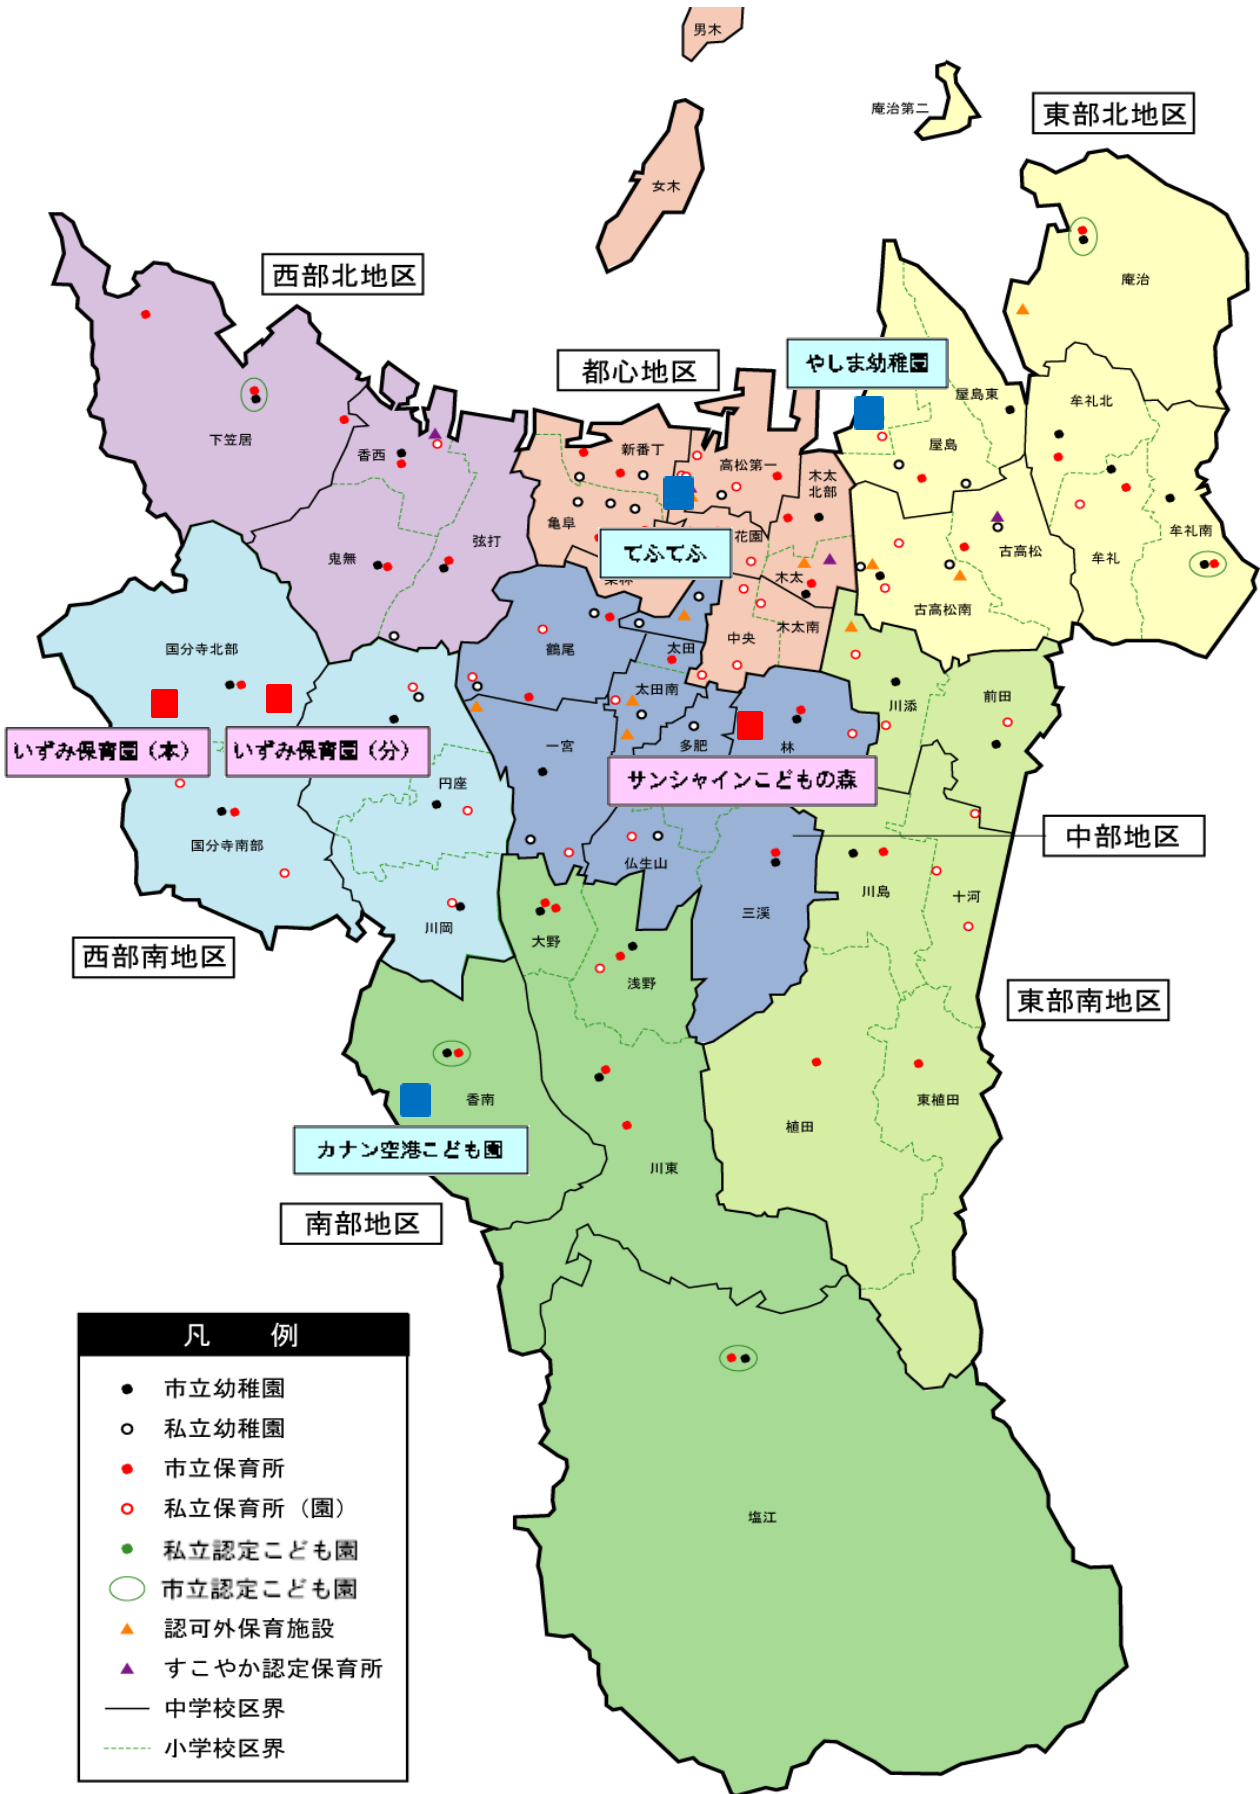 男木
庵治第二
東部北地区
女木
西部北地区
庵治
都心地区
やしま幼稚園
屋島東
牟礼北
下笠居
香西
新番丁
高松第一
屋島
木太
北部
亀阜
花園
弦打
鬼無
てふてふ
古高松
牟礼
牟礼南
木太
古高松南
国分寺北部
鶴尾
太田
中央
木太南
太田南
川添
前田
いずみ保育園（本）
いずみ保育園（分）
一宮
多肥
林
サンシャインこどもの森
円座
中部地区
国分寺南部
仏生山
川島
十河
三渓
川岡
大野
西部南地区
浅野
東部南地区
香南
東植田
植田
カナン空港こども園
川東
南部地区
凡 例
市立幼稚園
私立幼稚園
市立保育所
私立保育所（園）
私立認定こども園
市立認定こども園
認可外保育施設
すこやか認定保育所
中学校区界
小学校区界
塩江